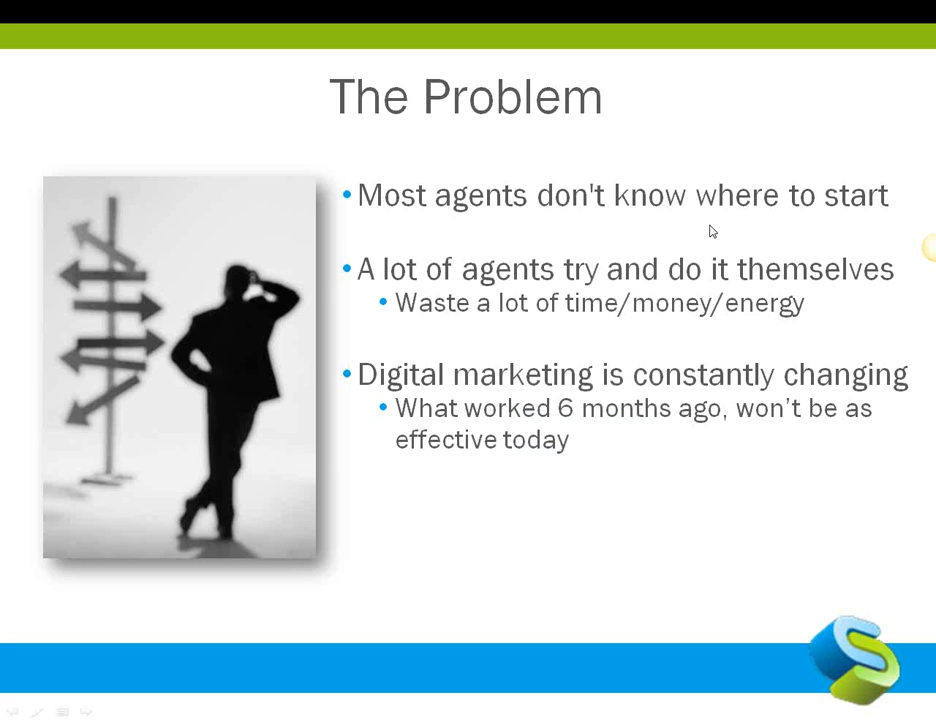 The Problem
•Most agents don't know where to start
•A lot of agents try and do it themselves
•Waste a lot of time/money/energy
•Digital marketing is constantly changing
•What worked 6 months ago, won’t be as
effective today